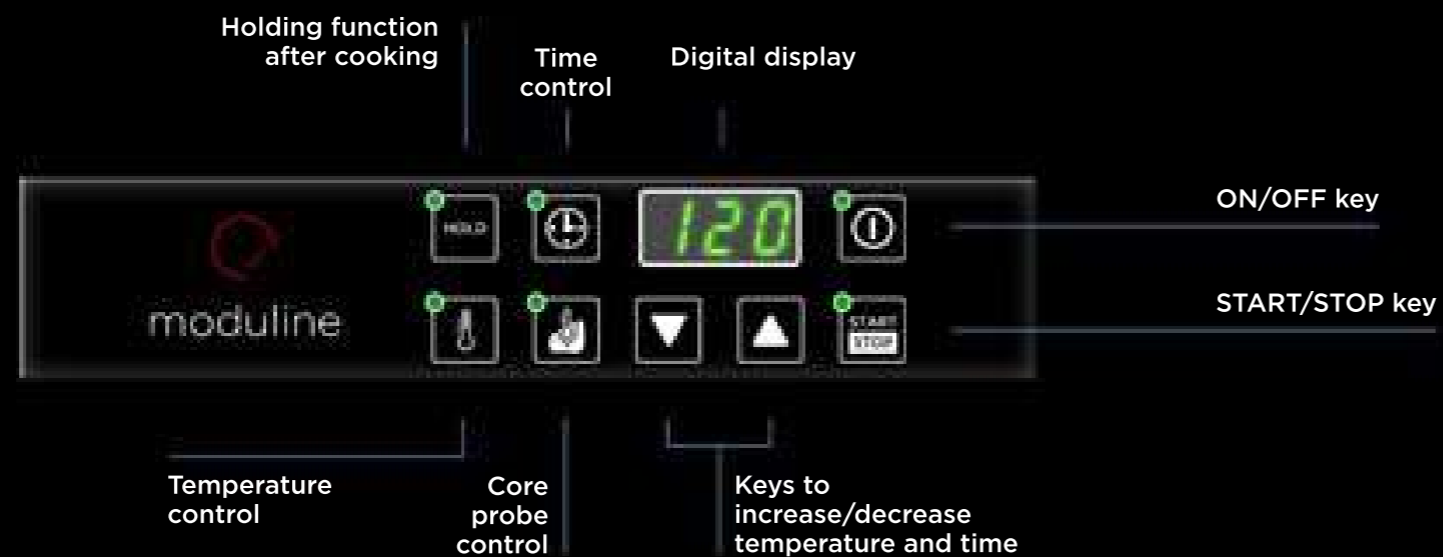 Holding function
after cooking
Time
control
Digital display
HOLD
120
ON/OFF key
moduline
START
STOP
START/STOP key
Temperature
control
Core
probe
control
Keys to
increase/decrease
temperature and time